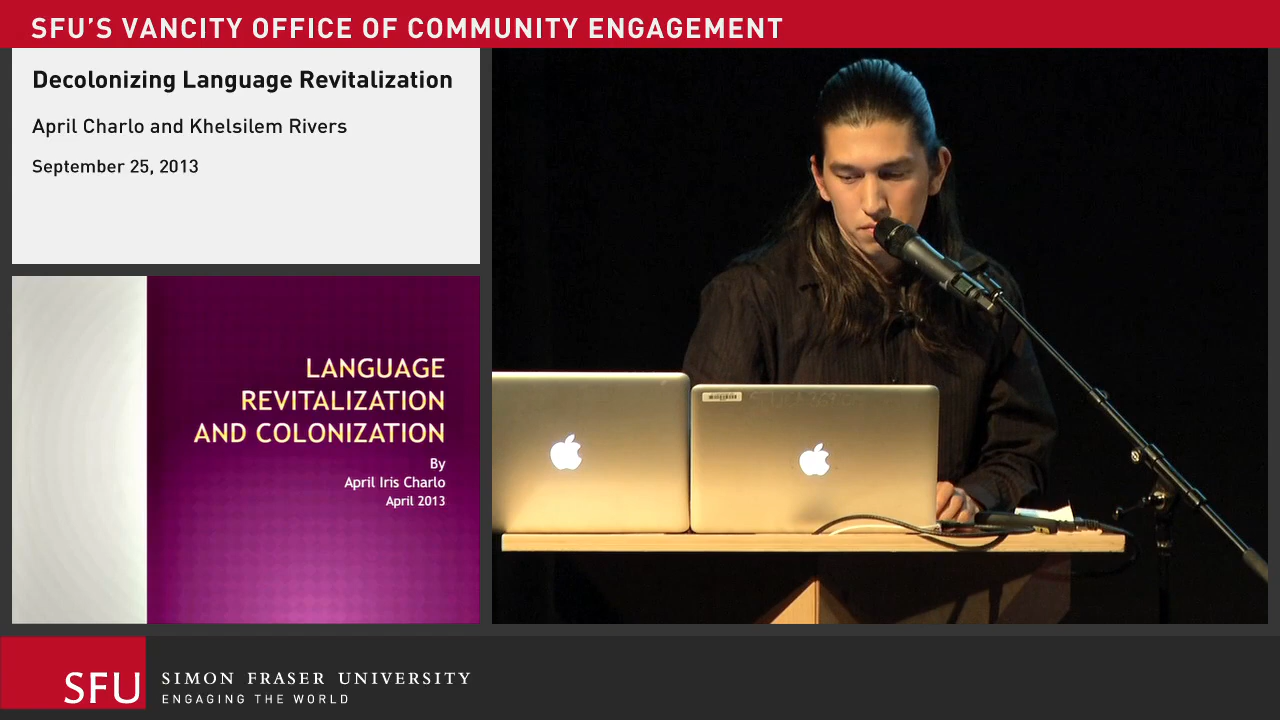 SFU'S VANCITY OFFICE OF COMMUNITY ENGAGEMENT
Decolonizing Language Revitalization
April Charlo and Khelsilem Rivers
September 25, 2013
LANGUAGE
REVITALIZATION
AND COLONIZATION
By
April Iris Charlo
April 2013
SFU
SIMON FRASER UNIVERSITY
ENGAGING THE WORLD